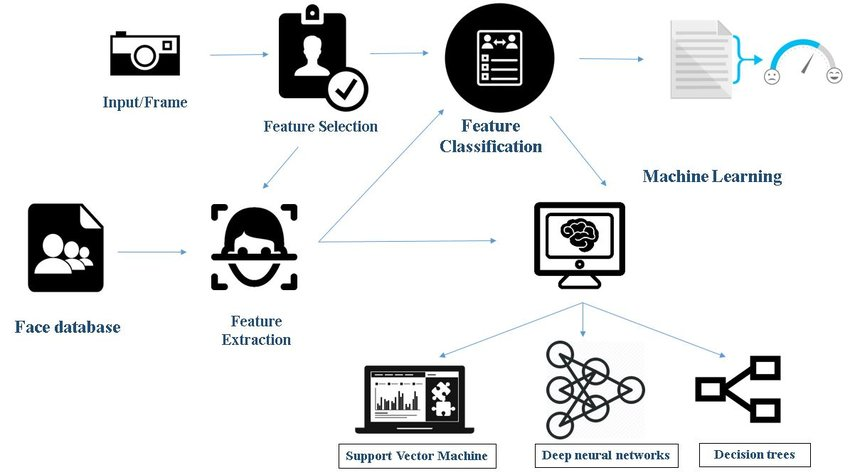 Input/Frame
Feature Selection
Feature
Classification
Machine Learning
Face database
Feature
Extraction
Support Vector Machine
Deep neural networks
Decision trees